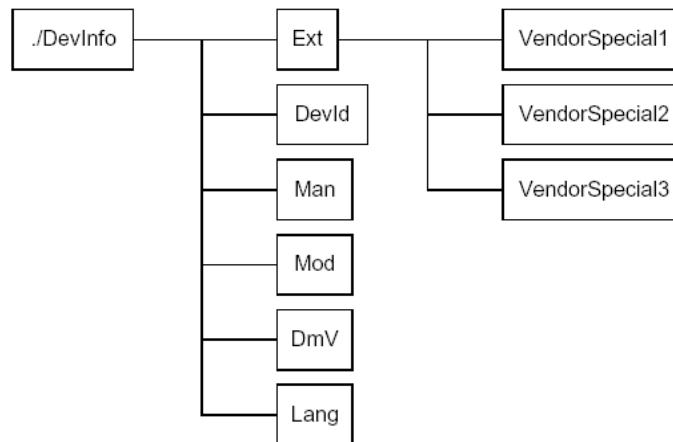 ./DevInfo
Ext
VendorSpecial1
DevId
VendorSpecial2
Man
VendorSpecial3
Mod
DmV
Lang